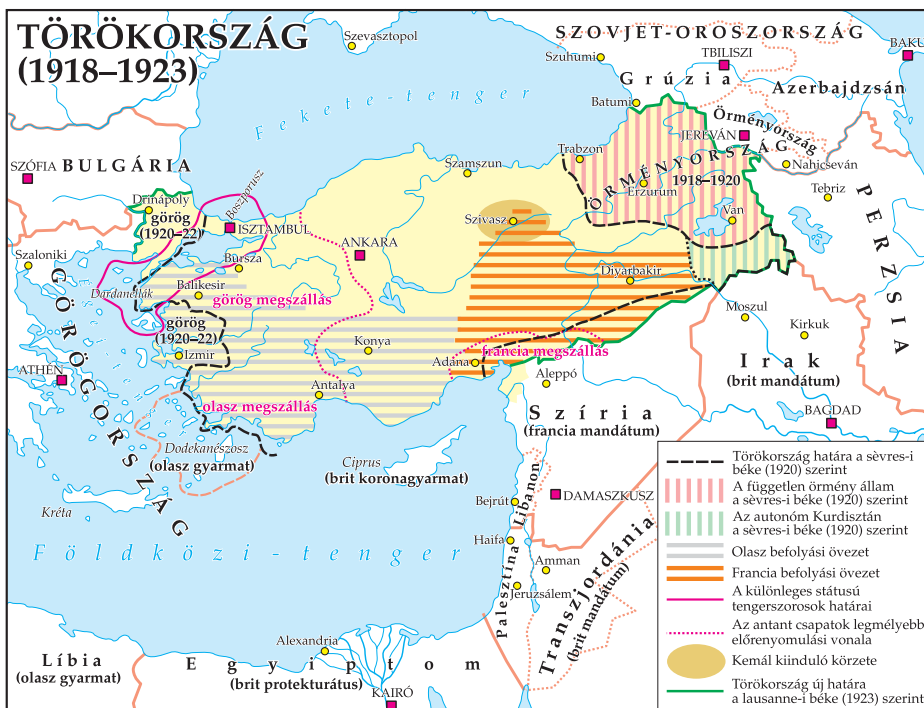 TÖRÖKORSZÁG
(1918–1923)
Szevasztopol
SZOVJET-OROSZORSZÁG
Szuhumi
TBILISZI
BAKU
Grúzia
Azerbajdzsán
Fekete-tenger
Batumi
Örményország
JEREVÁN
Trabzon
Szamszun
ÖRMÉNYORSZÁG
1918–1920
Nahicseván
SZÓFIA
BULGÁRIA
Erzurum
Tebriz
Drinápoly
görög
(1920–22)
Boszporusz
ISZTAMBUL
Szivasz
Van
PERZSIA
ANKARA
Szaloniki
Bursza
Diyarbakir
Dardanellák
Balikesir
görög megszállás
Moszul
GÖRÖGORSZÁG
görög
(1920–22)
Kirkuk
Izmir
Konya
Adana
francia megszállás
Irak
(brit mandátum)
ATHÉN
Aleppó
Antalya
olasz megszállás
BAGDAD
Szíria
(francia mandátum)
Dodekanészosz
(olasz gyarmat)
Ciprus
(brit koronagyarmat)
Kréta
Bejrút
Libanon
DAMASZKUSZ
Földközi-tenger
Haifa
Palesztina
Amman
Jeruzsálem
Transzjordánia
(brit mandátum)
Alexandria
Líbia
(olasz gyarmat)
Egyiptom
(brit protekturátus)
KAIRÓ
Törökország határa a sèvres-i
béke (1920) szerint
A független örmény állam
a sèvres-i béke (1920) szerint
Az autonóm Kurdisztán
a sèvres-i béke (1920) szerint
Olasz befolyási övezet
Francia befolyási övezet
A különleges státusú
tengerszorosok határai
Az antant csapatok legmélyebb
előrenyomulási vonala
Kemál kiinduló körzete
Törökország új határa
a lausanne-i béke (1923) szerint